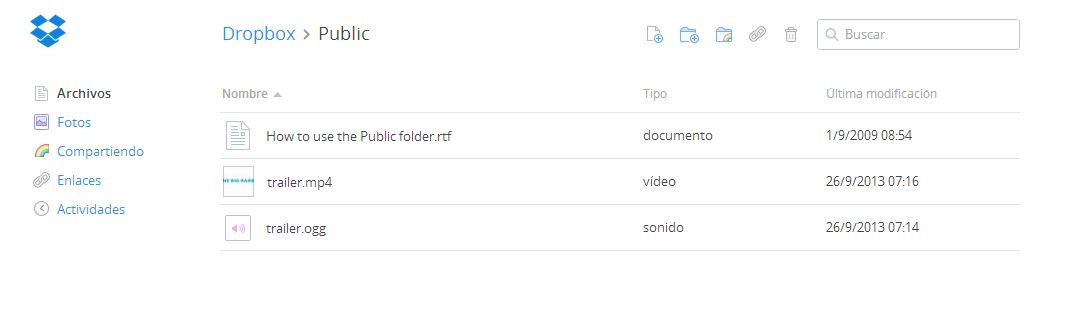 Dropbox > Public
Buscar
Archivos
Fotos
Compartiendo
Enlaces
Actividades
Nombre Tipo Última modificación
How to use the Public folder.rtf documento 1/9/2009 08:54
trailer.mp4 vídeo 26/9/2013 07:16
trailer.ogg sonido 26/9/2013 07:14